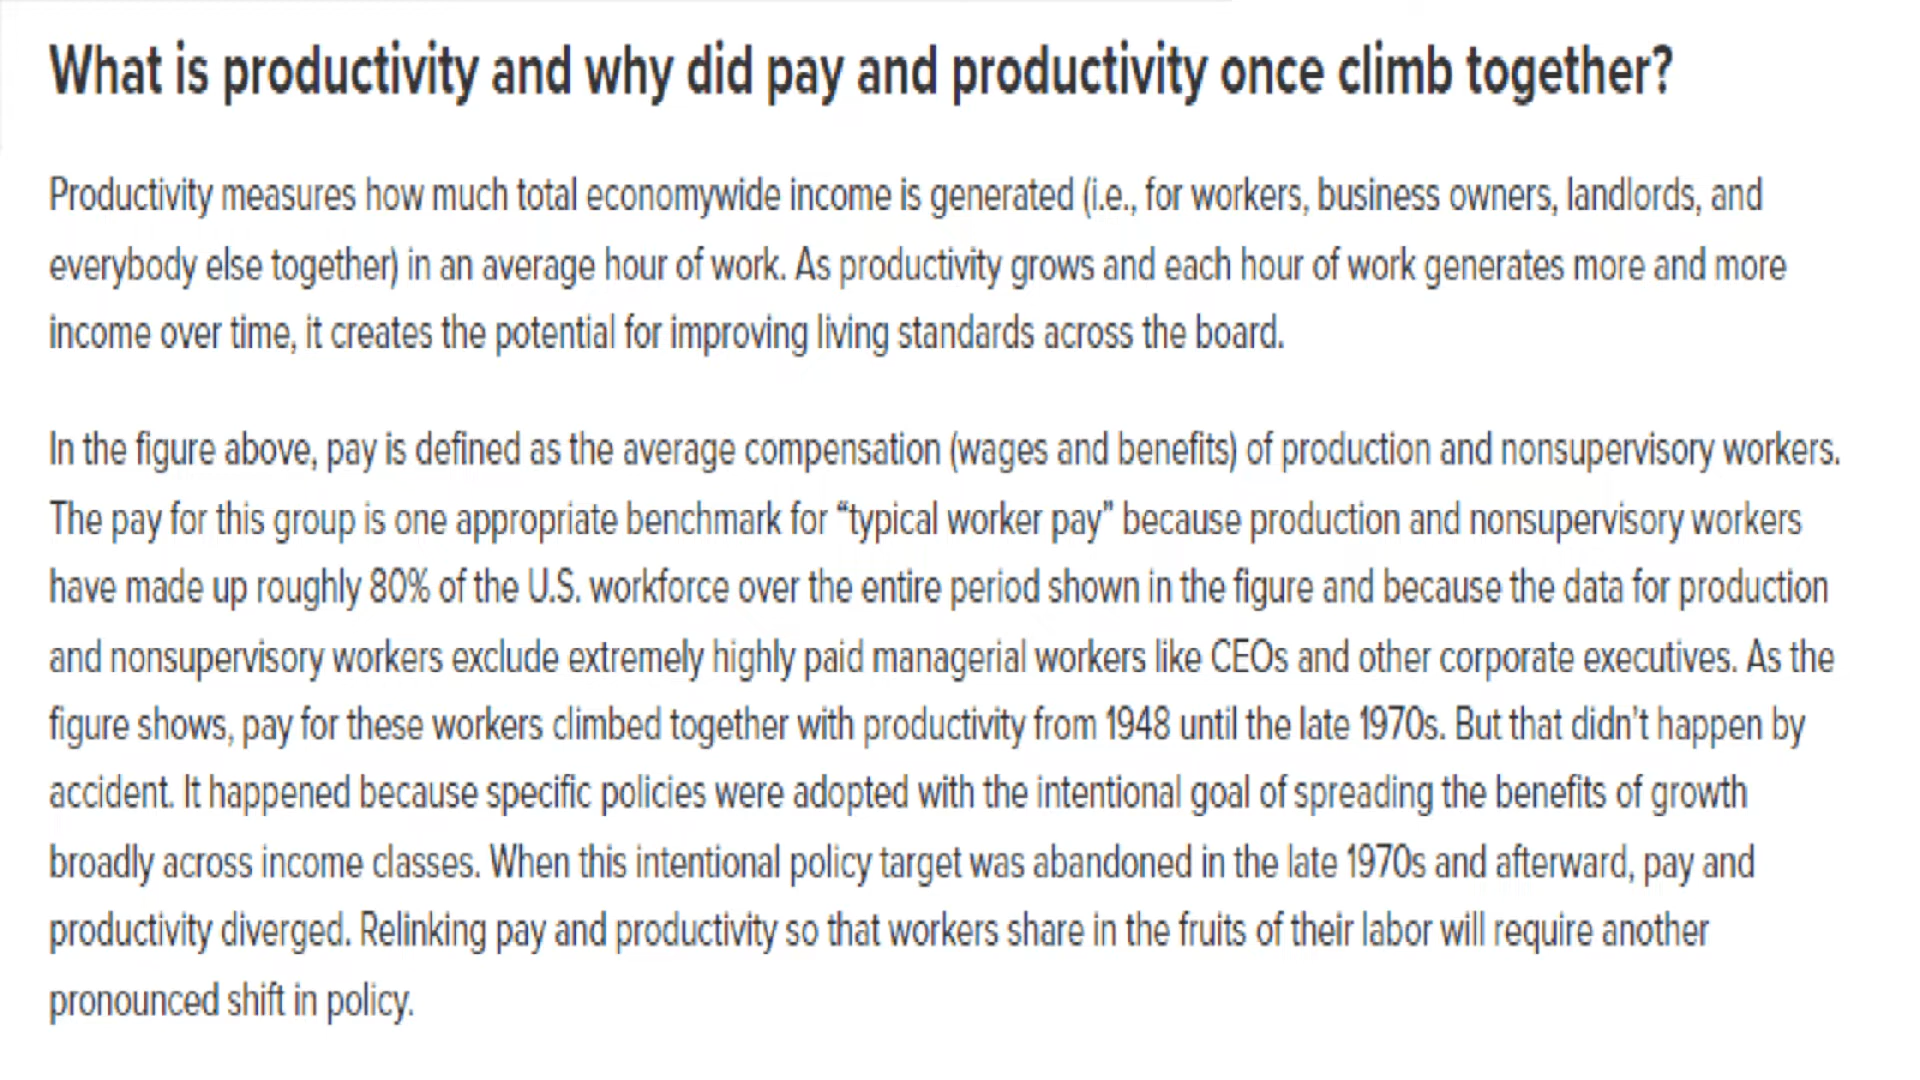 What is productivity and why did pay and productivity once climb together?
Productivity measures how much total economywide income is generated (i.e., for workers, business owners, landlords, and
everybody else together) in an average hour of work. As productivity grows and each hour of work generates more and more
income over time, it creates the potential for improving living standards across the board.
In the figure above, pay is defined as the average compensation (wages and benefits) of production and nonsupervisory workers.
The pay for this group is one appropriate benchmark for “typical worker pay” because production and nonsupervisory workers
have made up roughly 80% of the U.S. workforce over the entire period shown in the figure and because the data for production
and nonsupervisory workers exclude extremely highly paid managerial workers like CEOs and other corporate executives. As the
figure shows, pay for these workers climbed together with productivity from 1948 until the late 1970s. But that didn’t happen by
accident. It happened because specific policies were adopted with the intentional goal of spreading the benefits of growth
broadly across income classes. When this intentional policy target was abandoned in the late 1970s and afterward, pay and
productivity diverged. Relinking pay and productivity so that workers share in the fruits of their labor will require another
pronounced shift in policy.